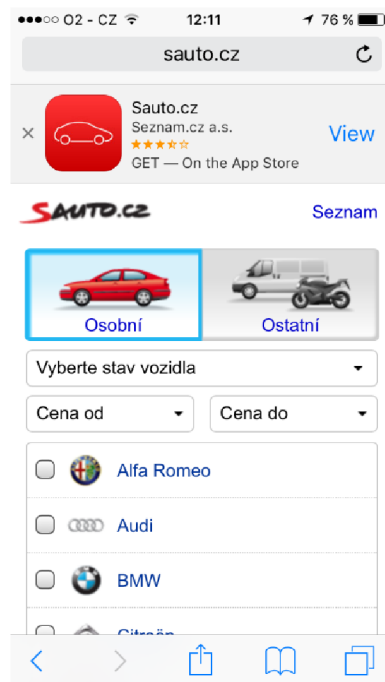 O2 - CZ 12:11 76 %
sauto.cz
Sauto.cz
Seznam.cz a.s.
GET — On the App Store
View
SAUTO.CZ
Seznam
Osobní
Ostatní
Vyberte stav vozidla
Cena od
Cena do
Alfa Romeo
Audi
BMW
Citroën